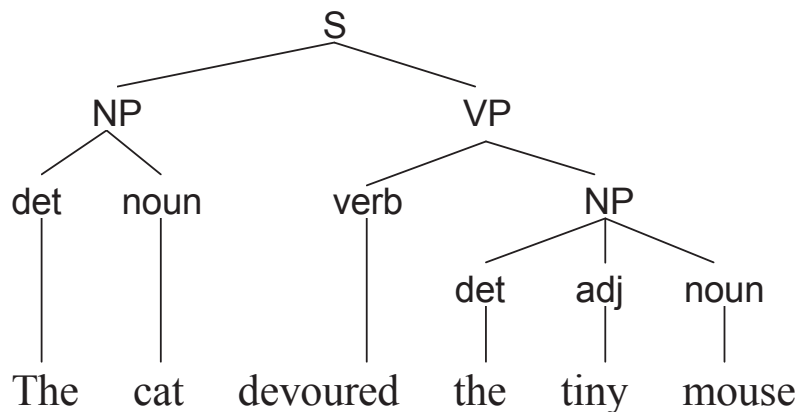 S
NP VP
det noun verb NP
det adj noun
The cat devoured the tiny mouse